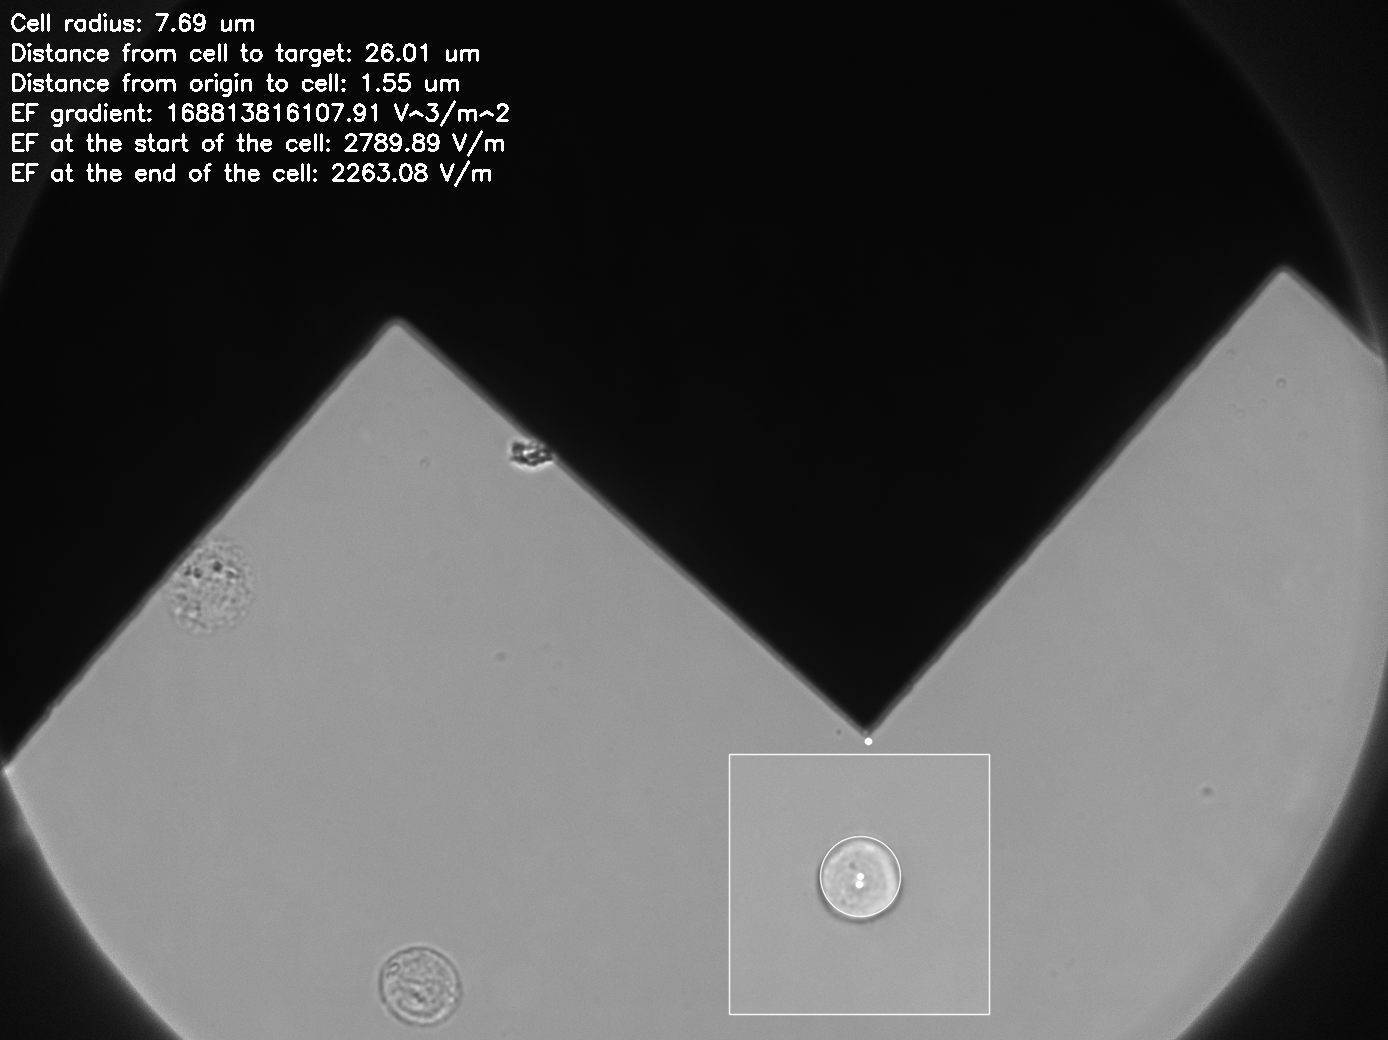 Cell radius: 7.69 um
Distance from cell to target: 26.01 um
Distance from origin to cell: 1.55 um
EF gradient: 168813816107.91 V^3/m^2
EF at the start of the cell: 2789.89 V/m
EF at the end of the cell: 2263.08 V/m